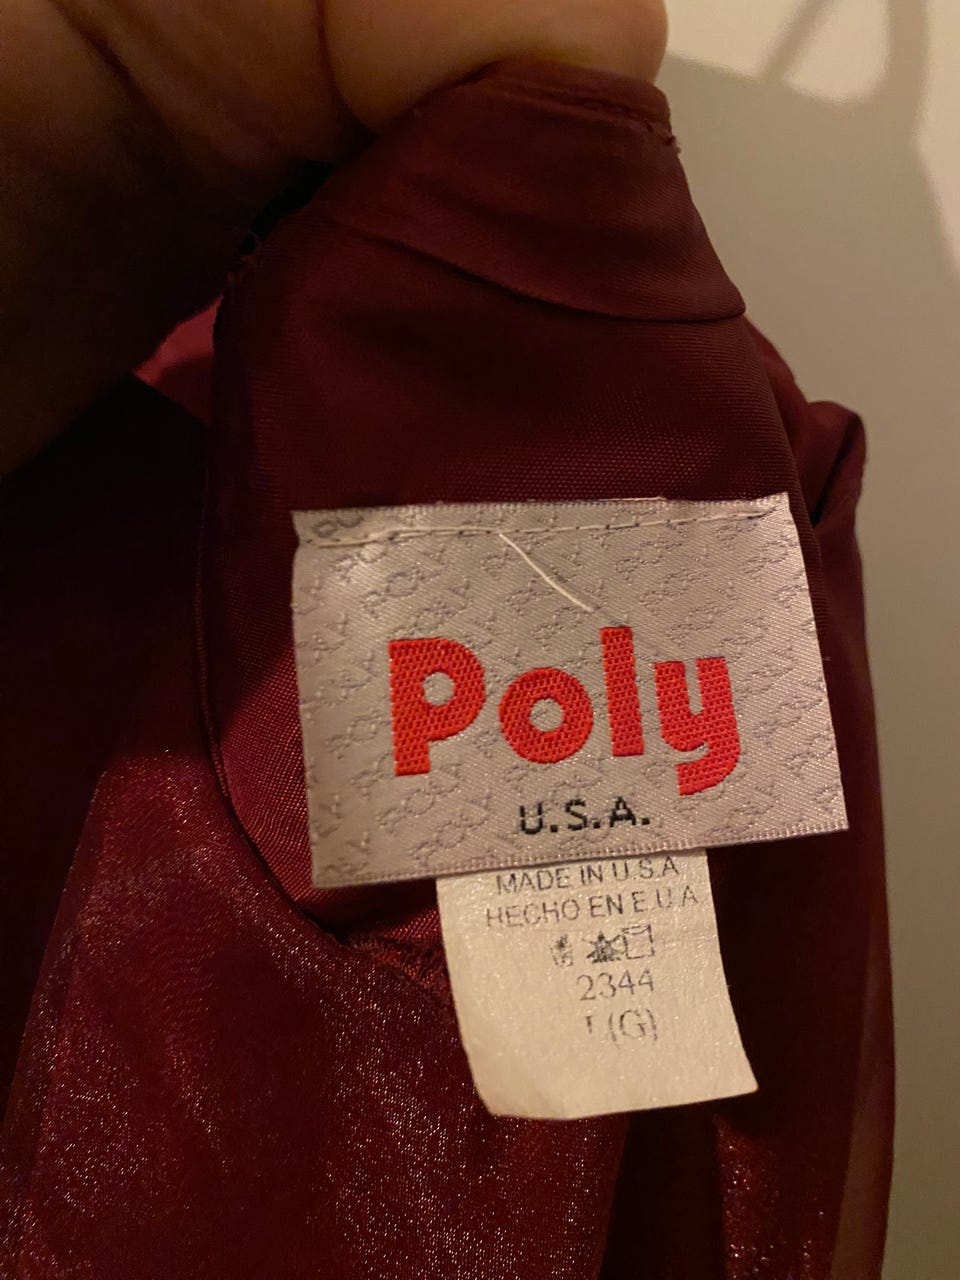 Poly
U.S.A.
MADE IN U.S.A
HECHO EN E.U.A
2344
L(G)